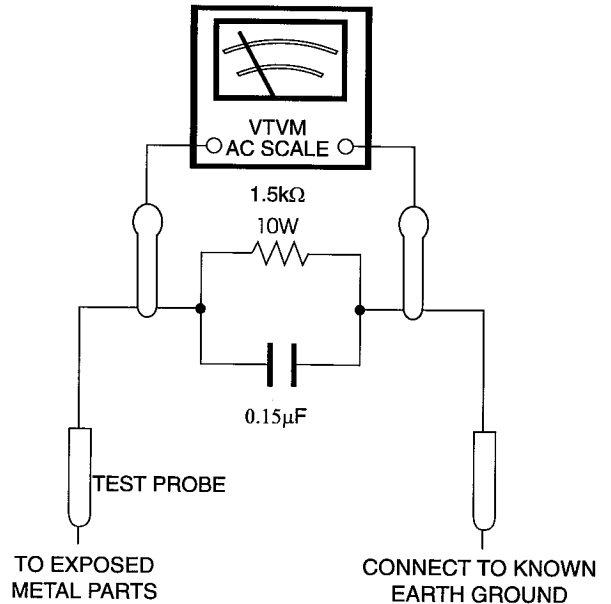 VTVM
AC SCALE
1.5kΩ
10W
0.15µF
TEST PROBE
TO EXPOSED
METAL PARTS
CONNECT TO KNOWN
EARTH GROUND